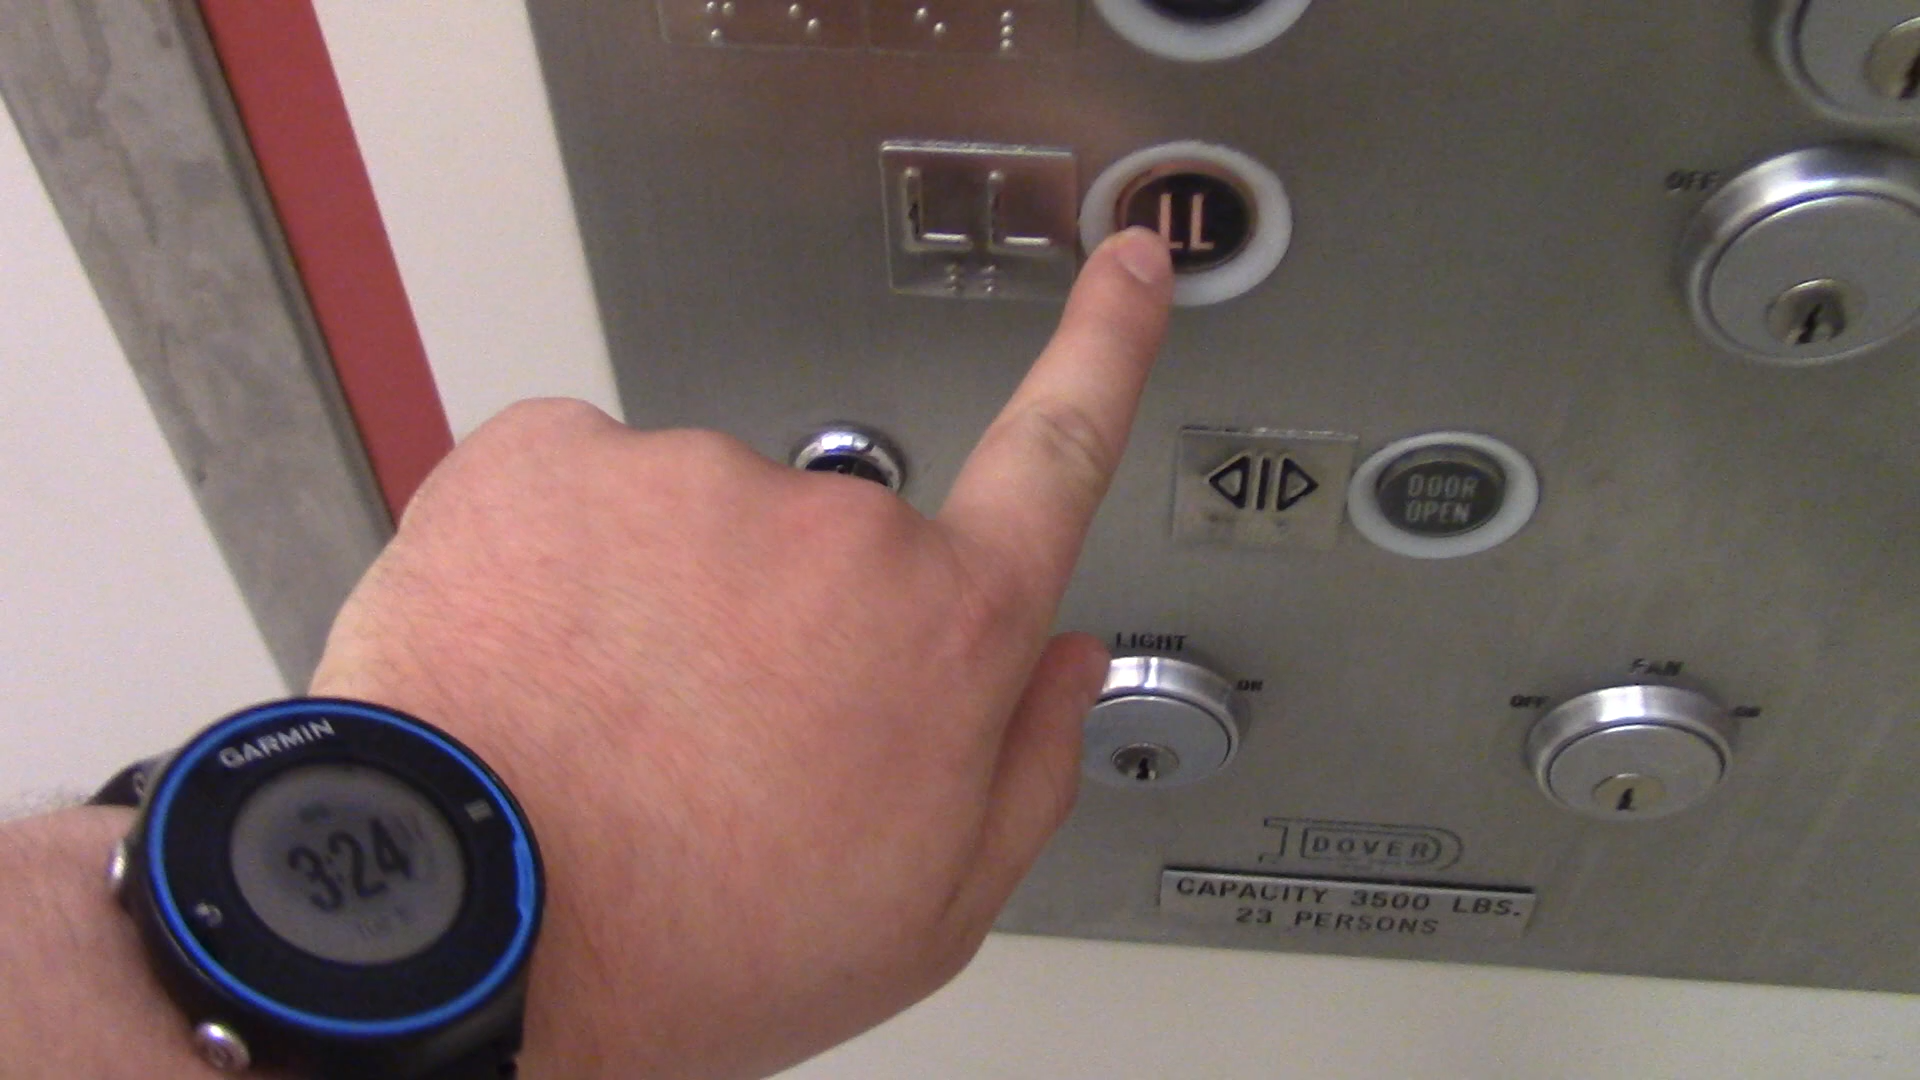 LL
LL
OFF
DOOR
OPEN
LIGHT
ON
FAN
OFF
ON
DOVER
CAPACITY 3500 LBS.
23 PERSONS
GARMIN
3:24